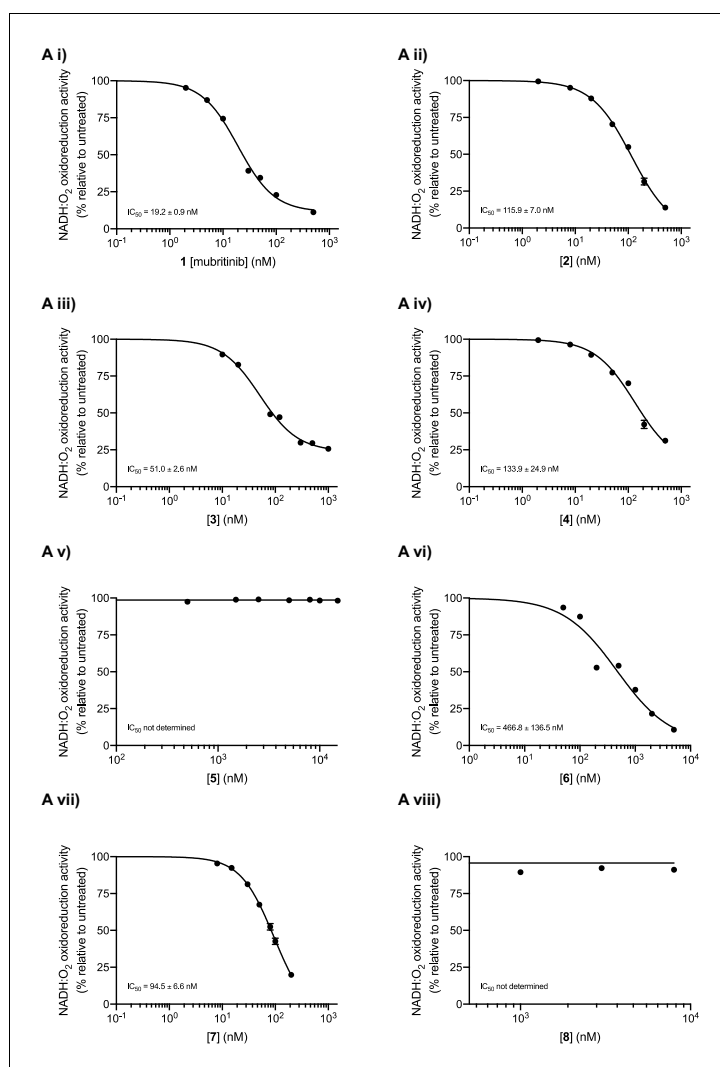 A i)
NADH:O₂ oxidoreduction activity
(% relative to untreated)
100
75
50
25
0
IC₅₀ = 19.2 ± 0.9 nM
10⁻¹ 10⁰ 10¹ 10² 10³
1 [mubritinib] (nM)
A ii)
NADH:O₂ oxidoreduction activity
(% relative to untreated)
100
75
50
25
0
IC₅₀ = 115.9 ± 7.0 nM
10⁻¹ 10⁰ 10¹ 10² 10³
[2] (nM)
A iii)
NADH:O₂ oxidoreduction activity
(% relative to untreated)
100
75
50
25
0
IC₅₀ = 51.0 ± 2.6 nM
10⁻¹ 10⁰ 10¹ 10² 10³
[3] (nM)
A iv)
NADH:O₂ oxidoreduction activity
(% relative to untreated)
100
75
50
25
0
IC₅₀ = 133.9 ± 24.9 nM
10⁻¹ 10⁰ 10¹ 10² 10³
[4] (nM)
A v)
NADH:O₂ oxidoreduction activity
(% relative to untreated)
100
75
50
25
0
IC₅₀ not determined
10² 10³ 10⁴
[5] (nM)
A vi)
NADH:O₂ oxidoreduction activity
(% relative to untreated)
100
75
50
25
0
IC₅₀ = 466.8 ± 136.5 nM
10⁰ 10¹ 10² 10³ 10⁴
[6] (nM)
A vii)
NADH:O₂ oxidoreduction activity
(% relative to untreated)
100
75
50
25
0
IC₅₀ = 94.5 ± 6.6 nM
10⁻¹ 10⁰ 10¹ 10² 10³
[7] (nM)
A viii)
NADH:O₂ oxidoreduction activity
(% relative to untreated)
100
75
50
25
0
IC₅₀ not determined
10³ 10⁴
[8] (nM)